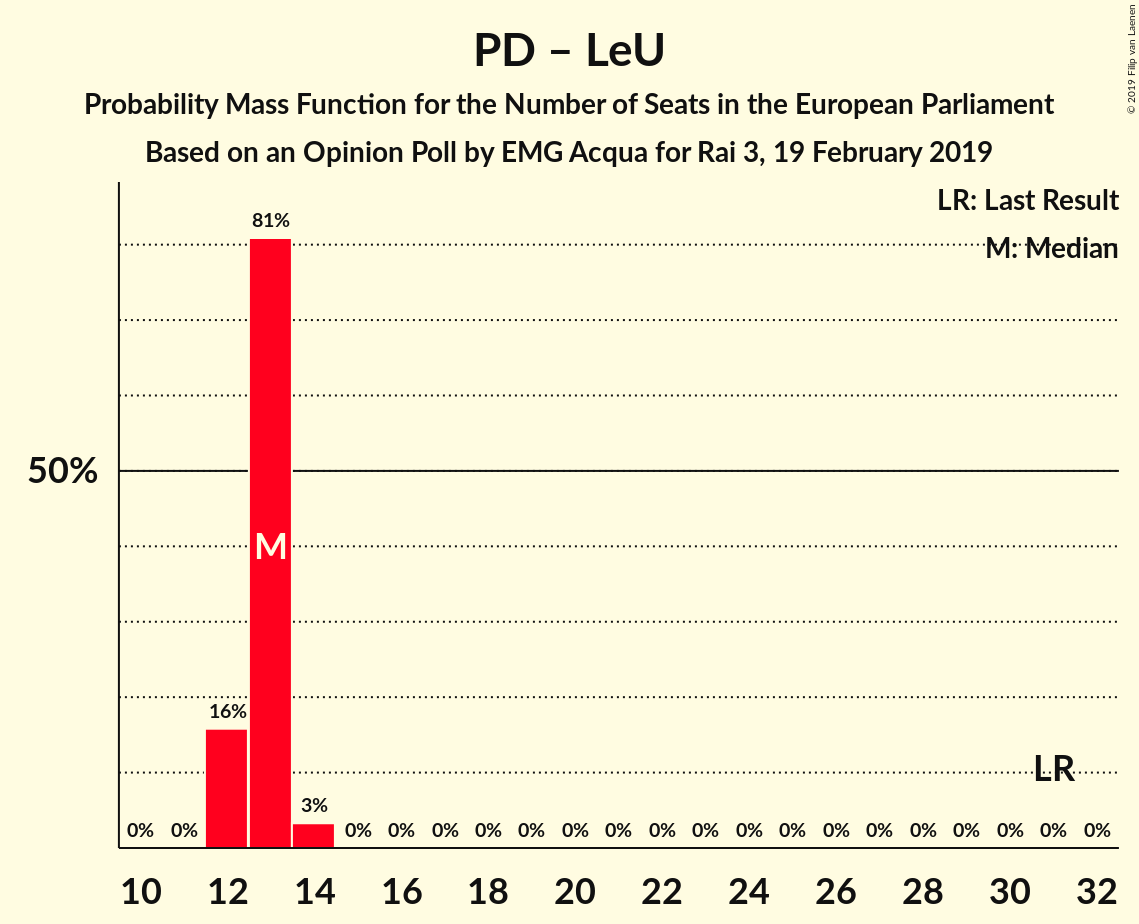 PD – LeU
Probability Mass Function for the Number of Seats in the European Parliament
Based on an Opinion Poll by EMG Acqua for Rai 3, 19 February 2019
© 2019 Filip van Laenen
LR: Last Result
M: Median
81%
50%
M
16%
LR
3%
0% 0% 0% 0% 0% 0% 0% 0% 0% 0% 0% 0% 0% 0% 0% 0% 0% 0% 0% 0%
10 12 14 16 18 20 22 24 26 28 30 32